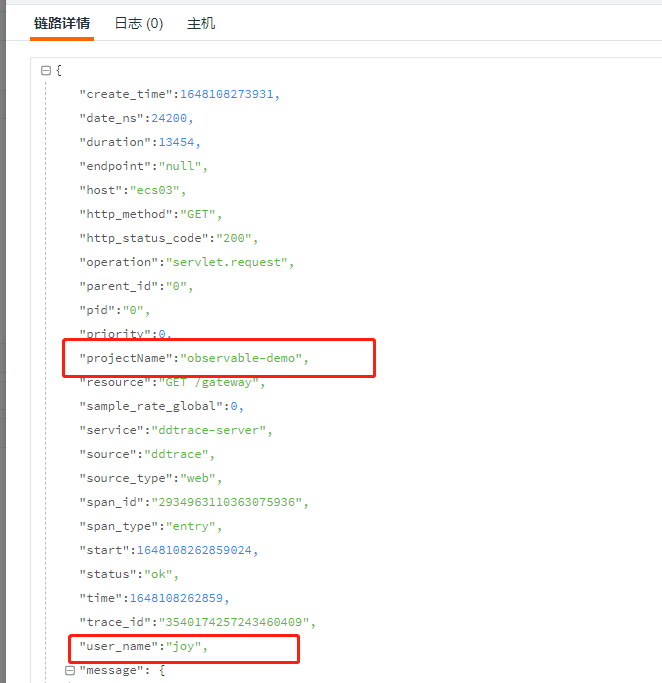 链路详情 日志 (0) 主机
{
"create_time":1648108273931,
"date_ns":24200,
"duration":13454,
"endpoint":"null",
"host":"ecs03",
"http_method":"GET",
"http_status_code":"200",
"operation":"servlet.request",
"parent_id":"0",
"pid":"0",
"priority":0,
"projectName":"observable-demo",
"resource":"GET /gateway",
"sample_rate_global":0,
"service":"ddtrace-server",
"source":"ddtrace",
"source_type":"web",
"span_id":"2934963110363075936",
"span_type":"entry",
"start":1648108262859024,
"status":"ok",
"time":1648108262859,
"trace_id":"3540174257243460409",
"user_name":"joy",
"message": {